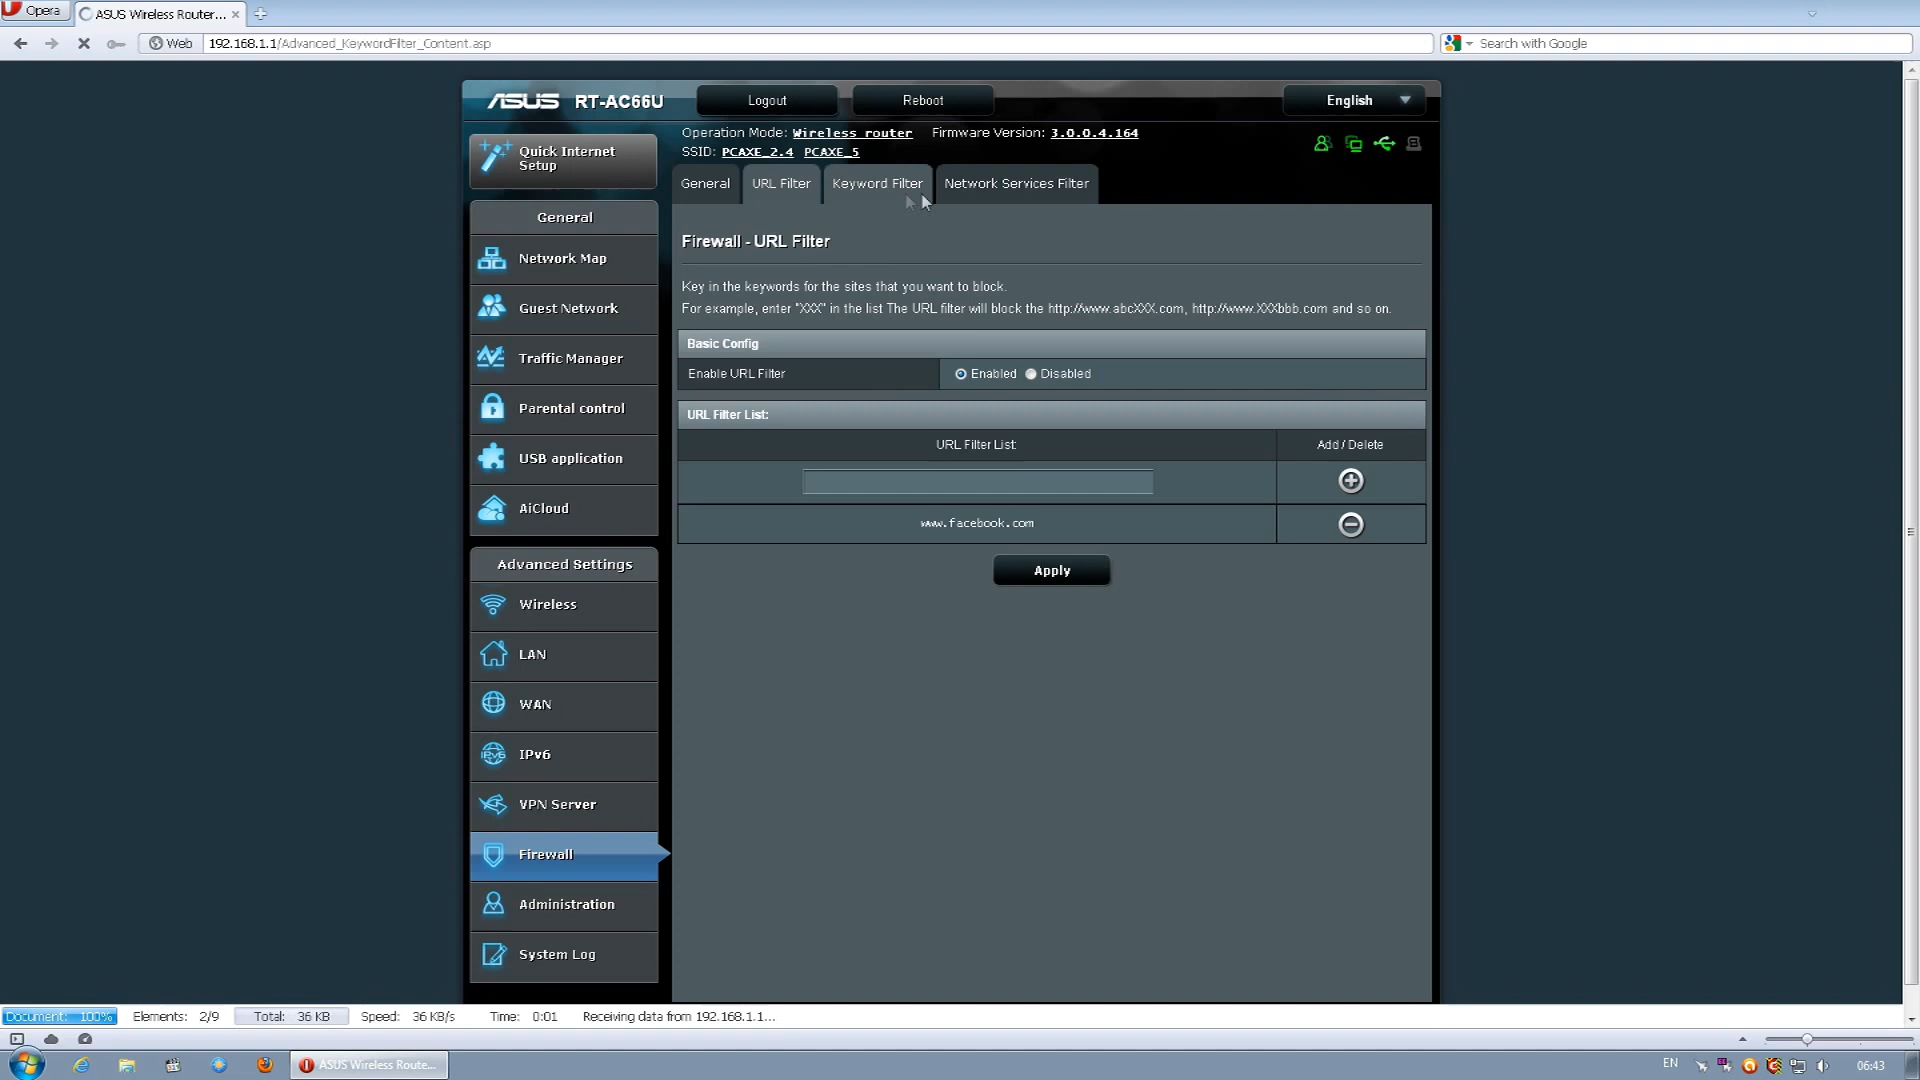 Opera
ASUS Wireless Router...
Web
192.168.1.1/Advanced_KeywordFilter_Content.asp
Search with Google
ASUS RT-AC66U
Logout
Reboot
English
Quick Internet
Setup
Operation Mode: Wireless router Firmware Version: 3.0.0.4.164
SSID: PCAXE_2.4 PCAXE_5
General
URL Filter
Keyword Filter
Network Services Filter
General
Network Map
Guest Network
Traffic Manager
Parental control
USB application
AiCloud
Advanced Settings
Wireless
LAN
WAN
IPv6
IPv6
VPN Server
Firewall
Administration
System Log
Firewall - URL Filter
Key in the keywords for the sites that you want to block.
For example, enter "XXX" in the list The URL filter will block the http://www.abcXXX.com, http://www.XXXbbb.com and so on.
Basic Config
Enable URL Filter
Enabled
Disabled
URL Filter List:
URL Filter List:
Add / Delete
www.facebook.com
Apply
Document: 100%
Elements: 2/9
Total: 36 KB
Speed: 36 KB/s
Time: 0:01
Receiving data from 192.168.1.1...
ASUS Wireless Route...
EN
06:43